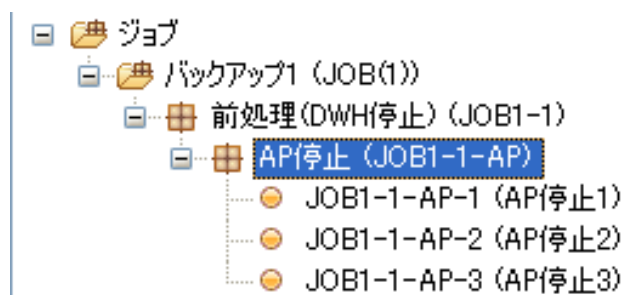 ジョブ
バックアップ1 (JOB(1))
前処理(DWH停止) (JOB1-1)
AP停止 (JOB1-1-AP)
JOB1-1-AP-1 (AP停止1)
JOB1-1-AP-2 (AP停止2)
JOB1-1-AP-3 (AP停止3)